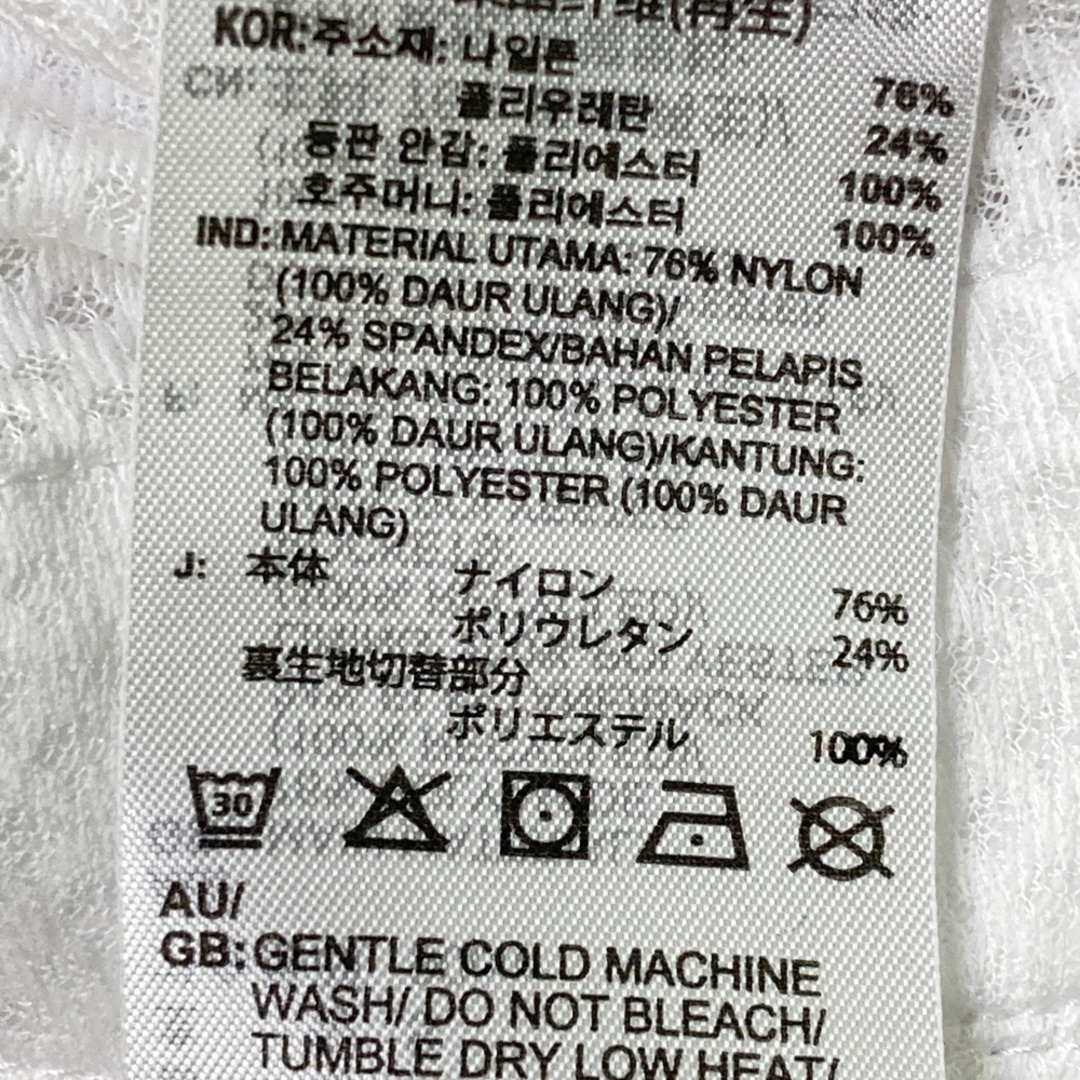 (再生)
KOR:주소재: 나일론 76%
폴리우레탄 24%
등판 안감: 폴리에스터 100%
호주머니: 폴리에스터 100%
IND: MATERIAL UTAMA: 76% NYLON
(100% DAUR ULANG)/
24% SPANDEX/BAHAN PELAPIS
BELAKANG: 100% POLYESTER
(100% DAUR ULANG)/KANTUNG:
100% POLYESTER (100% DAUR
ULANG)
J: 本体 ナイロン 76%
ポリウレタン 24%
裏生地切替部分
ポリエステル 100%
30
AU/
GB: GENTLE COLD MACHINE
WASH/ DO NOT BLEACH/
TUMBLE DRY LOW HEAT/